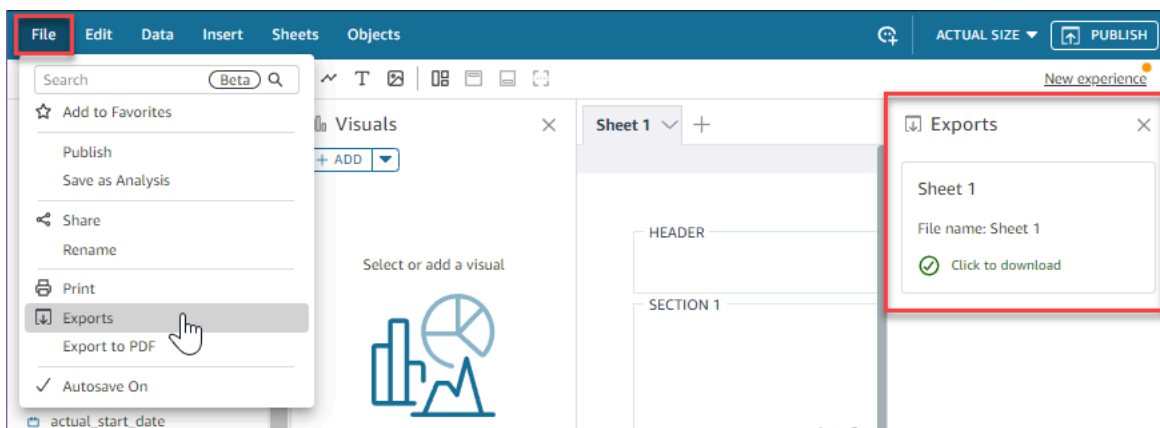 File Edit Data Insert Sheets Objects ACTUAL SIZE PUBLISH
Search Beta
New experience
Add to Favorites
Publish
Save as Analysis
Share
Rename
Print
Exports
Export to PDF
Autosave On
actual_start_date
Visuals
+ ADD
Select or add a visual
Sheet 1
HEADER
SECTION 1
Exports
Sheet 1
File name: Sheet 1
Click to download